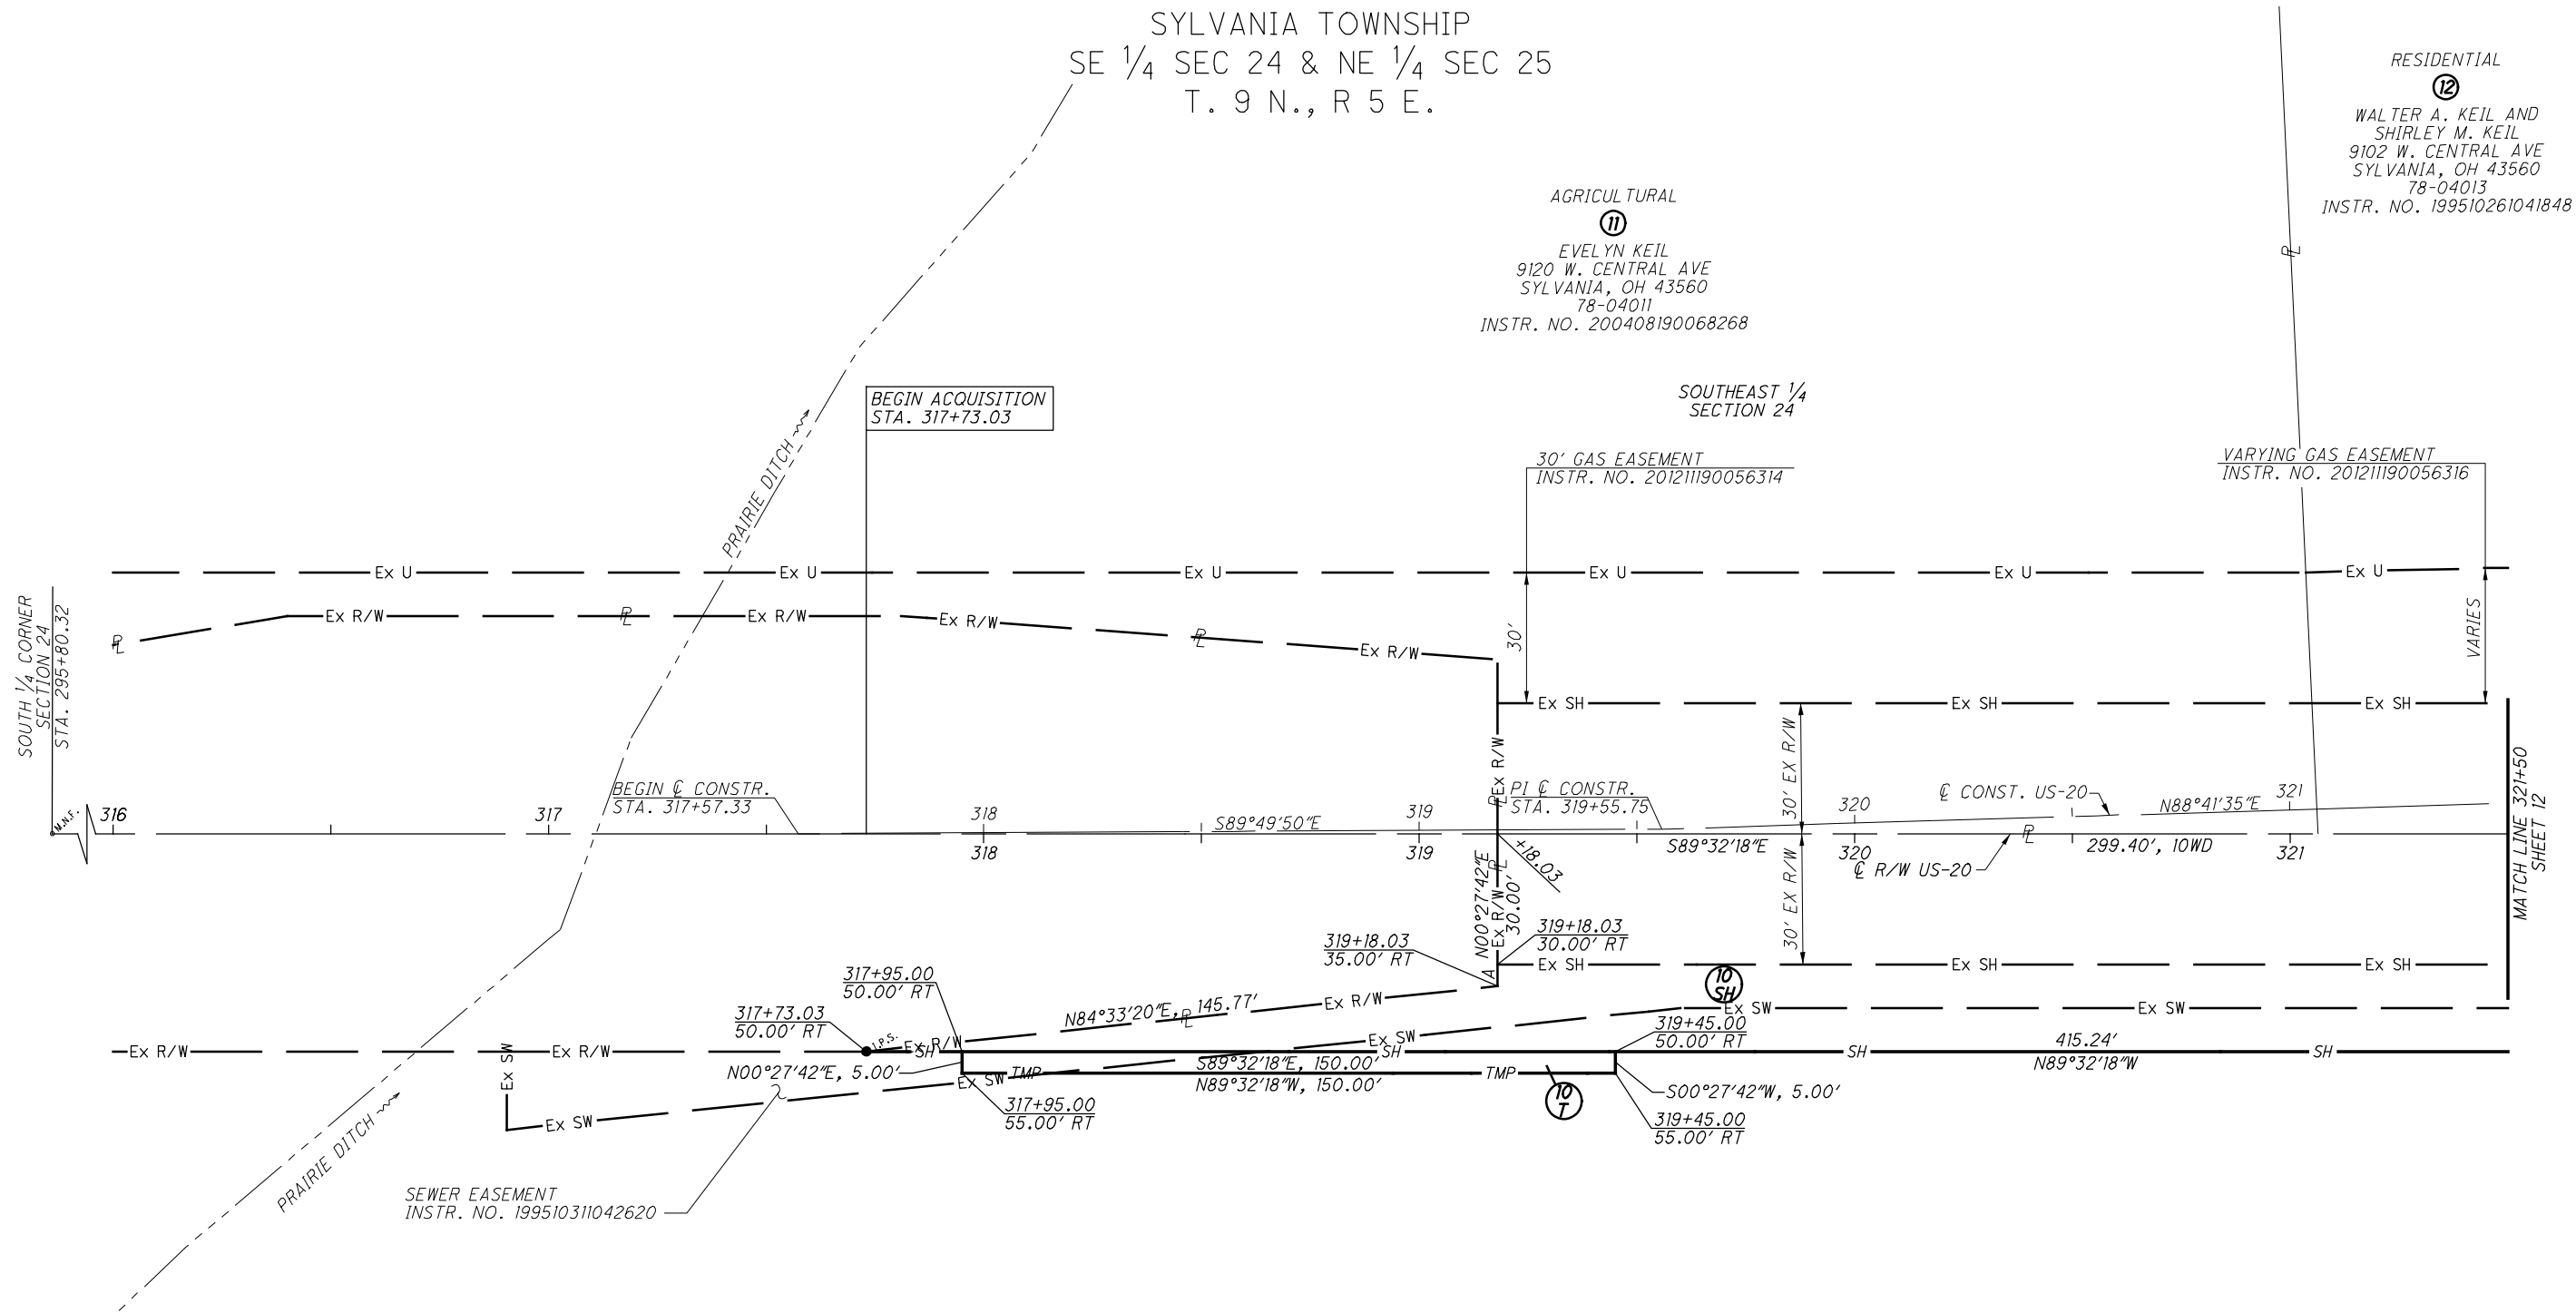 SYLVANIA TOWNSHIP
SE 1/4 SEC 24 & NE 1/4 SEC 25
T. 9 N., R 5 E.
RESIDENTIAL
12
WALTER A. KEIL AND
SHIRLEY M. KEIL
9102 W. CENTRAL AVE
SYLVANIA, OH 43560
78-04013
INSTR. NO. 199510261041848
AGRICULTURAL
11
EVELYN KEIL
9120 W. CENTRAL AVE
SYLVANIA, OH 43560
78-04011
INSTR. NO. 200408190068268
PL
BEGIN ACQUISITION
STA. 317+73.03
SOUTHEAST 1/4
SECTION 24
30' GAS EASEMENT
INSTR. NO. 201211190056314
VARYING GAS EASEMENT
INSTR. NO. 201211190056316
PRAIRIE DITCH
Ex U
Ex U
Ex U
Ex U
Ex U
Ex U
SOUTH 1/4 CORNER
SECTION 24
STA. 295+80.32
PL
Ex R/W
PL
Ex R/W
Ex R/W
PL
Ex R/W
30'
VARIES
Ex SH
Ex SH
Ex SH
Ex R/W
30' EX R/W
BEGIN CL CONSTR.
STA. 317+57.33
PL
PI CL CONSTR.
STA. 319+55.75
CL CONST. US-20
N88°41'35"E
M.N.F.
316
317
318
319
320
321
S89°49'50"E
318
319
320
321
S89°32'18"E
PL
299.40', 10WD
CL R/W US-20
+18.03
MATCH LINE 321+50
SHEET 12
PL
N00°27'42"E
Ex R/W
30.00'
LA
30' EX R/W
319+18.03
35.00' RT
319+18.03
30.00' RT
Ex SH
Ex SH
Ex SH
10
SH
317+95.00
50.00' RT
317+73.03
50.00' RT
N84°33'20"E, 145.77'
PL
Ex R/W
Ex SW
Ex SW
319+45.00
50.00' RT
I.P.S.
Ex R/W
Ex R/W
Ex SW
SH
Ex R/W
Ex SW
SH
415.24'
SH
SH
N89°32'18"W
N00°27'42"E, 5.00'
Ex SW
TMP
S89°32'18"E, 150.00'
N89°32'18"W, 150.00'
TMP
10
T
S00°27'42"W, 5.00'
317+95.00
55.00' RT
319+45.00
55.00' RT
Ex SW
PRAIRIE DITCH
SEWER EASEMENT
INSTR. NO. 199510311042620